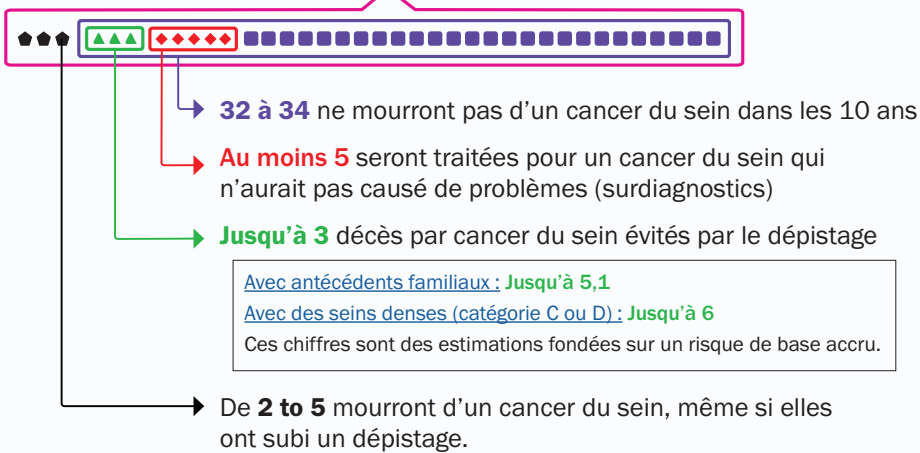 32 à 34 ne mourront pas d'un cancer du sein dans les 10 ans
Au moins 5 seront traitées pour un cancer du sein qui
n'aurait pas causé de problèmes (surdiagnostics)
Jusqu'à 3 décès par cancer du sein évités par le dépistage
Avec antécédents familiaux : Jusqu'à 5,1
Avec des seins denses (catégorie C ou D) : Jusqu'à 6
Ces chiffres sont des estimations fondées sur un risque de base accru.
De 2 to 5 mourront d'un cancer du sein, même si elles
ont subi un dépistage.